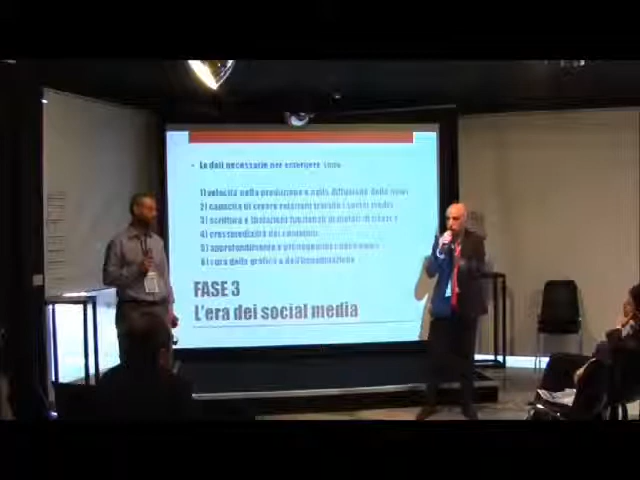 • Le doti necessarie per emergere sono
1) velocità nella produzione e nella diffusione delle news
2) capacità di creare relazioni tramite i social media
3) scrittura e
4) crossmedialità dei contenuti
5) approfondimento e
6) cura della grafica e dell'impaginazione
FASE 3
L'era dei social media